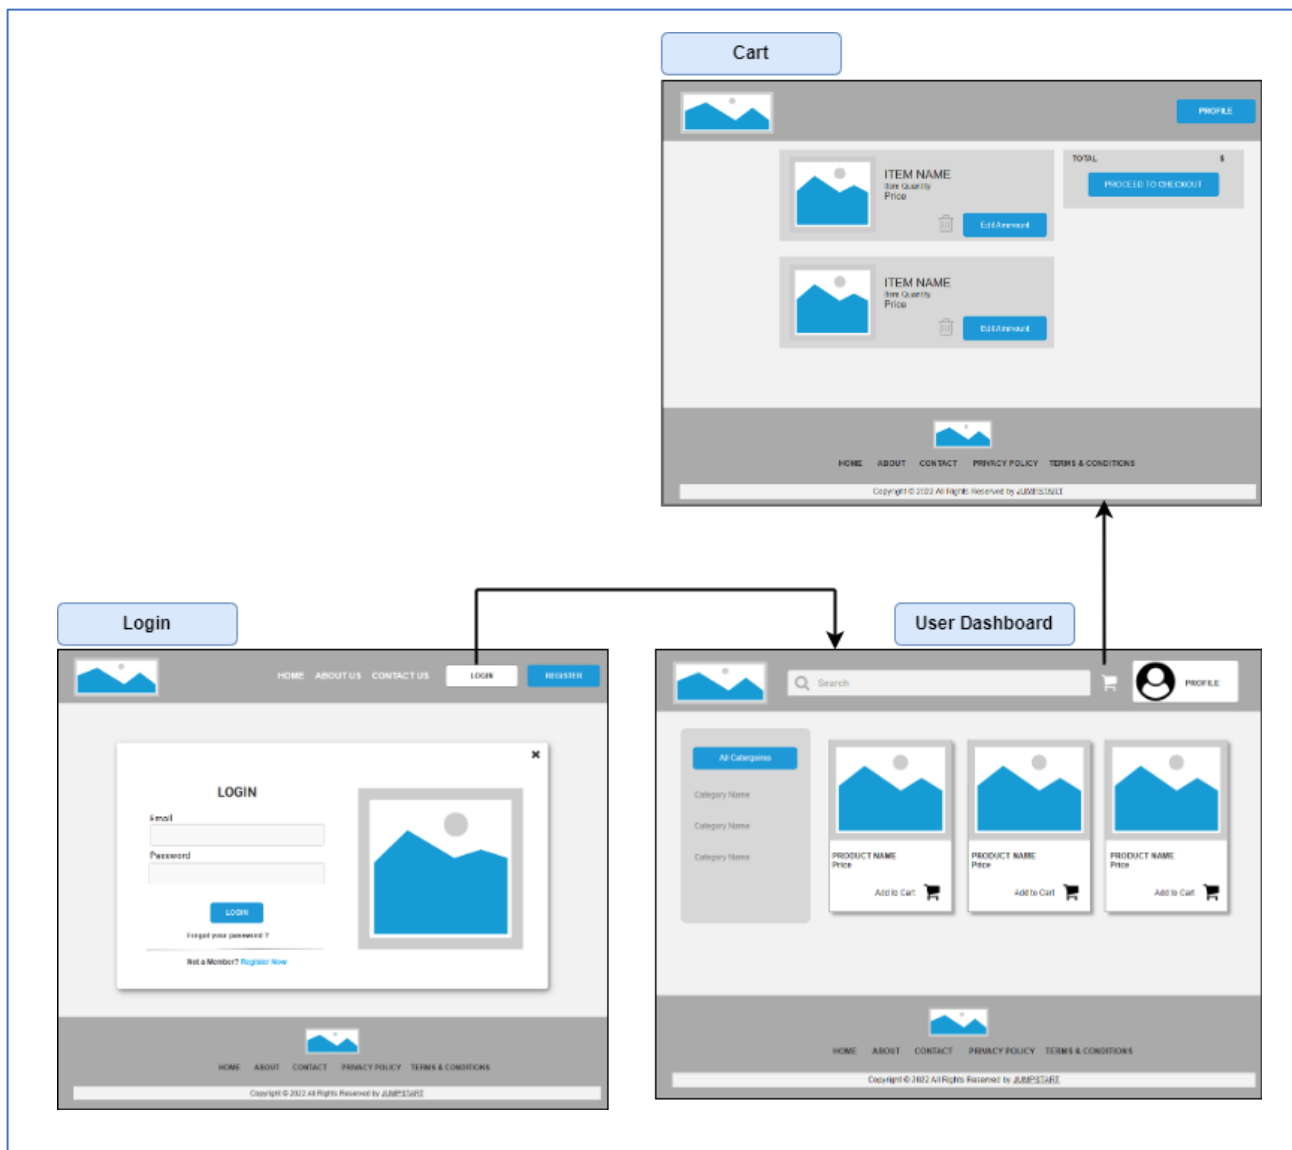 Cart
PROFILE
ITEM NAME
Item Quantity
Price
Edit Ammount
TOTAL $
PROCEED TO CHECKOUT
ITEM NAME
Item Quantity
Price
Edit Ammount
HOME ABOUT CONTACT PRIVACY POLICY TERMS & CONDITIONS
Copyright © 2022 All Rights Reserved by JUMPSTART
Login
HOME ABOUT US CONTACT US LOGIN REGISTER
LOGIN
Email
Password
LOGIN
Forgot your password ?
Not a Member? Register Now
HOME ABOUT CONTACT PRIVACY POLICY TERMS & CONDITIONS
Copyright © 2022 All Rights Reserved by JUMPSTART
User Dashboard
Search
PROFILE
All Catergoires
Category Name
Category Name
Category Name
PRODUCT NAME
Price
Add to Cart
PRODUCT NAME
Price
Add to Cart
PRODUCT NAME
Price
Add to Cart
HOME ABOUT CONTACT PRIVACY POLICY TERMS & CONDITIONS
Copyright © 2022 All Rights Reserved by JUMPSTART